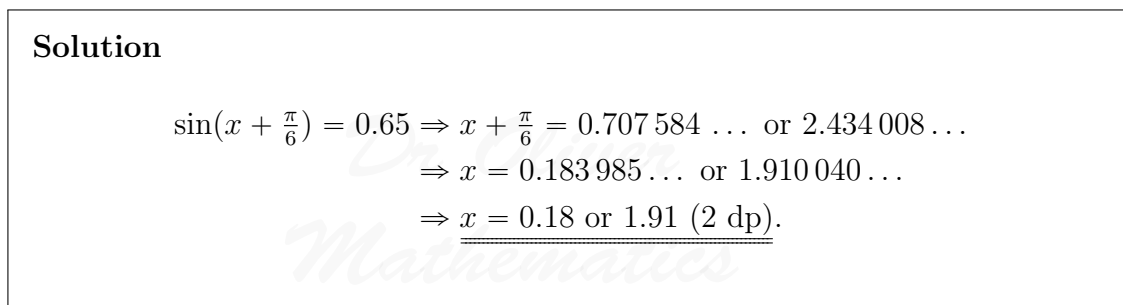 Solution
sin(x + π/6) = 0.65 ⇒ x + π/6 = 0.707 584 … or 2.434 008 …
⇒ x = 0.183 985 … or 1.910 040 …
⇒ x = 0.18 or 1.91 (2 dp).
Dr Oliver
Mathematics